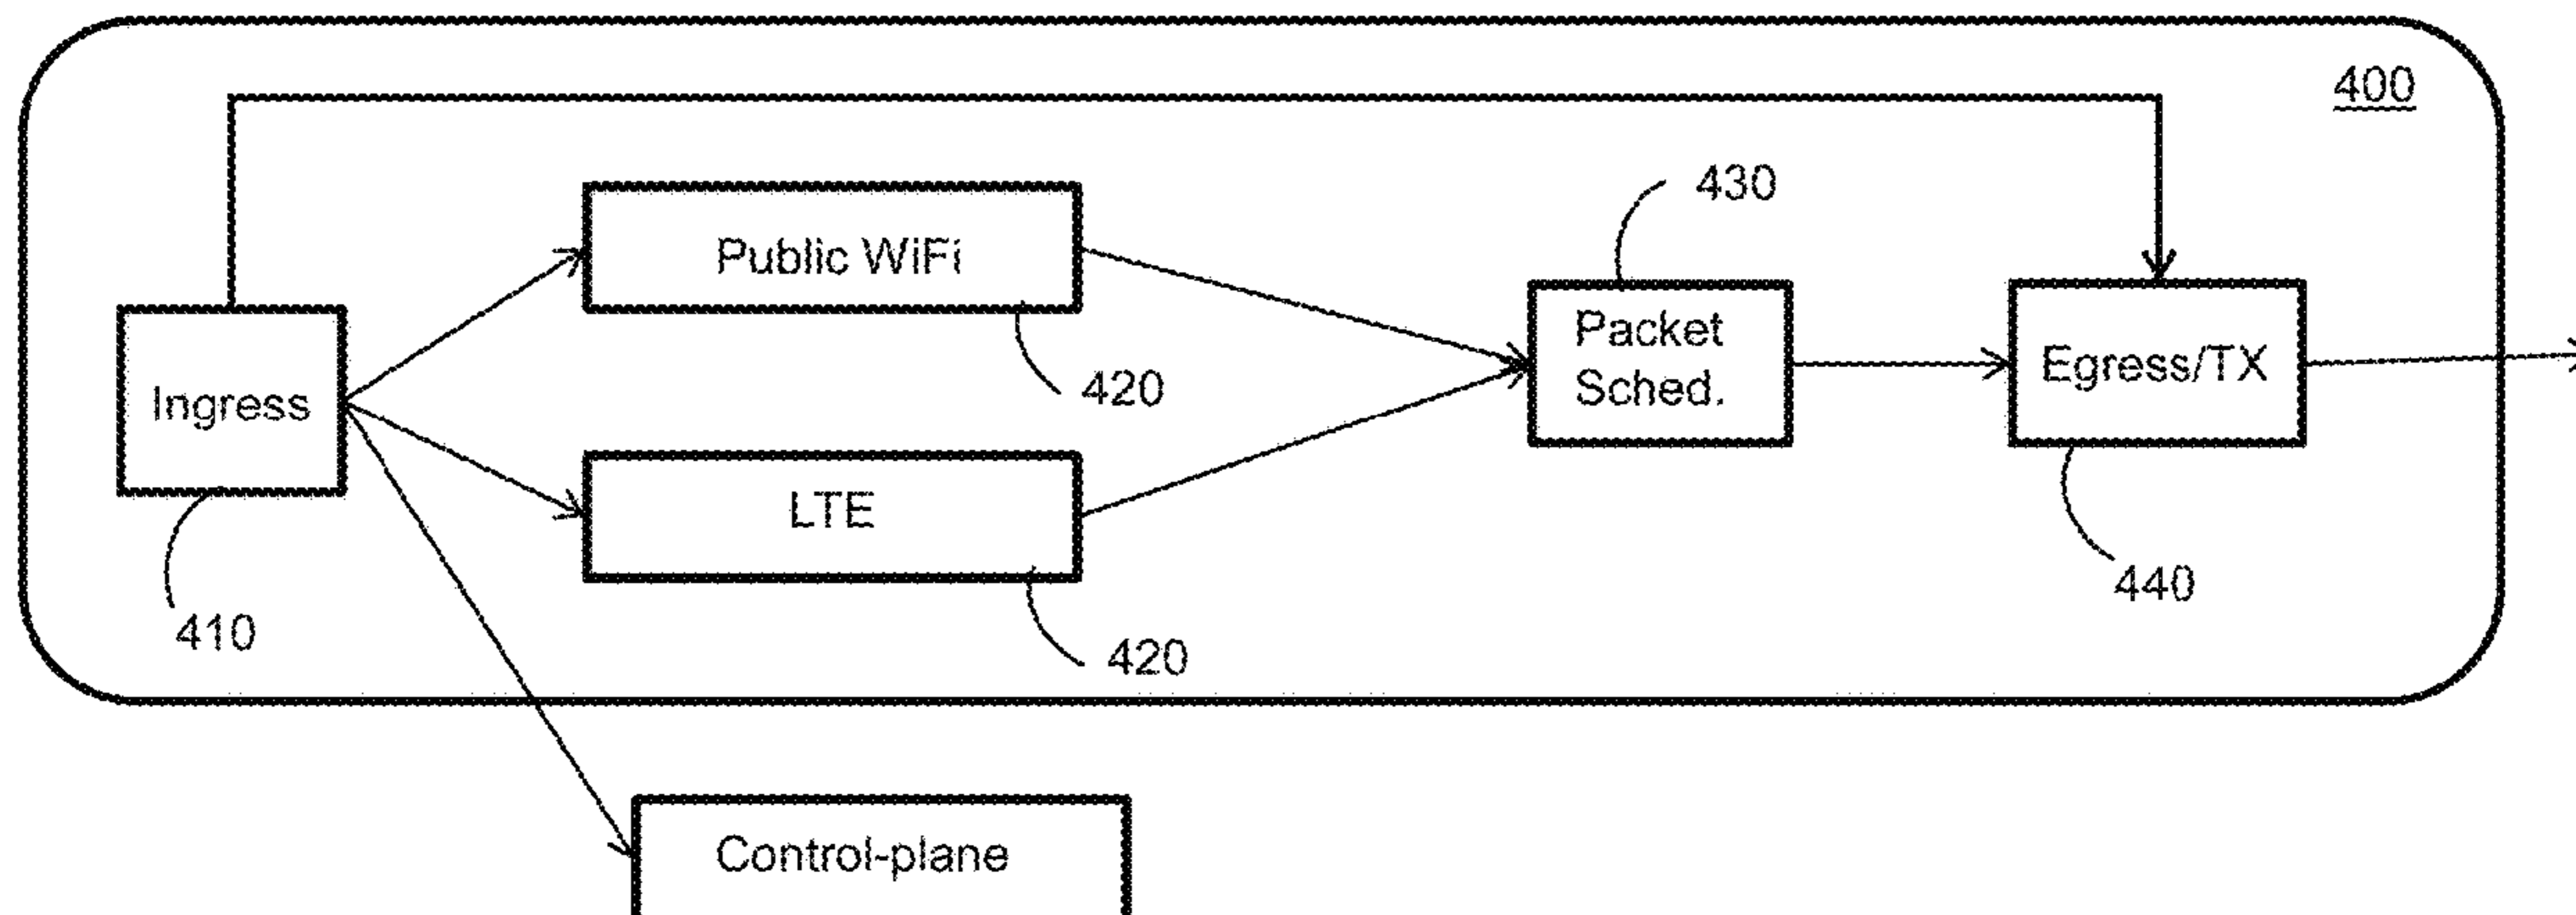 400
430
Public WiFi
Packet
Sched.
Egress/TX
420
Ingress
LTE
440
410
420
Control-plane